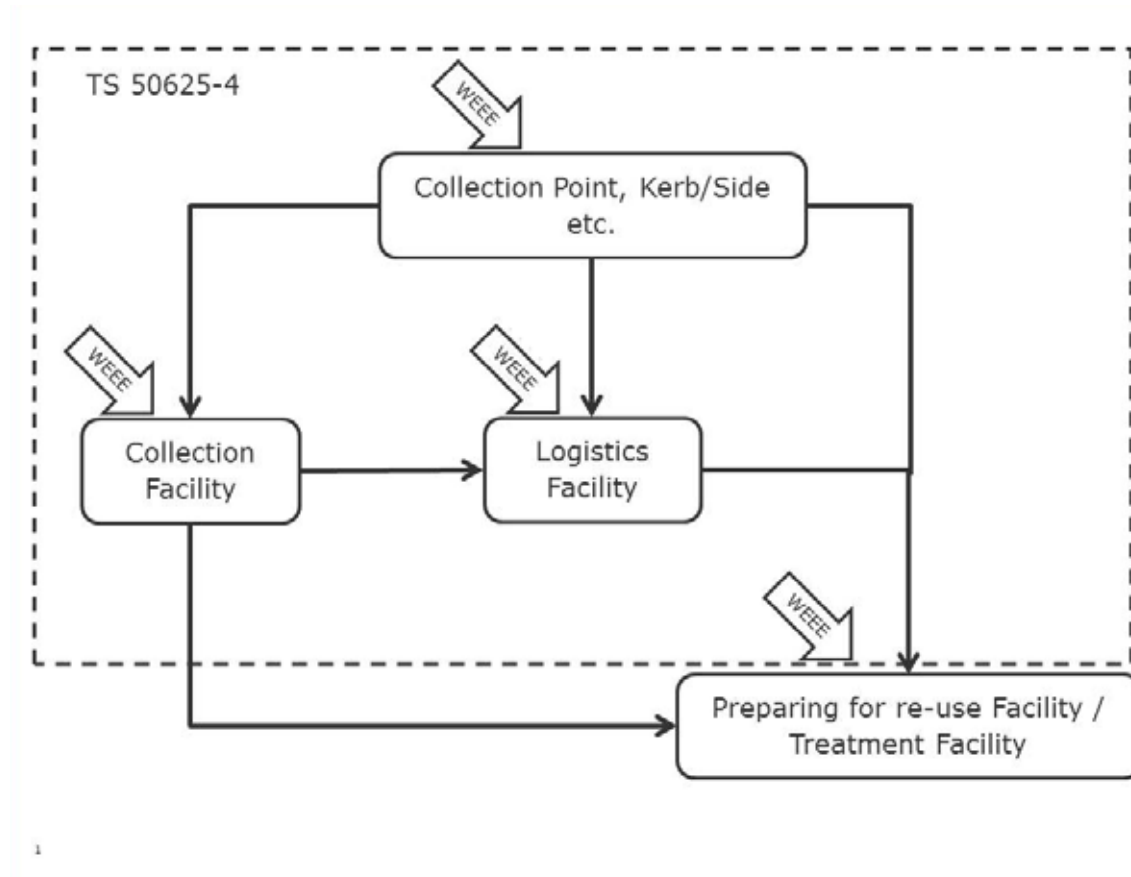 TS 50625-4
WEEE
Collection Point, Kerb/Side
etc.
WEEE
WEEE
Collection
Facility
Logistics
Facility
WEEE
Preparing for re-use Facility /
Treatment Facility
1